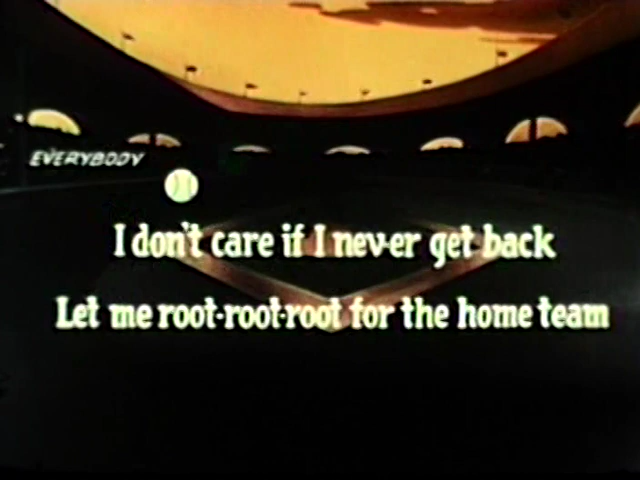 EVERYBODY
I don't care if I nev-er get back
Let me root-root-root for the home team